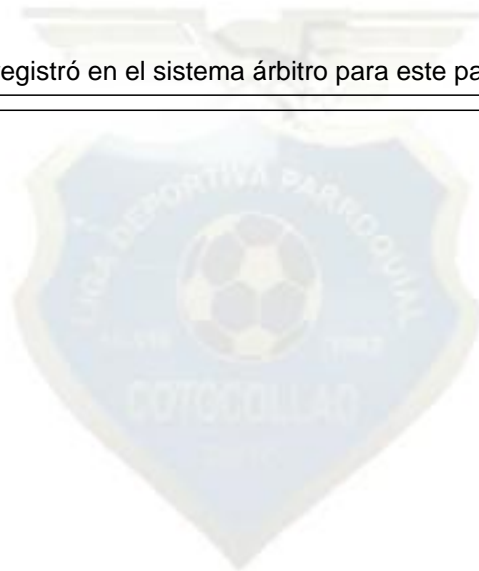 egistró en el sistema árbitro para este pa
LIGA DEPORTIVA PARROQUIAL
COTOCOLLAO